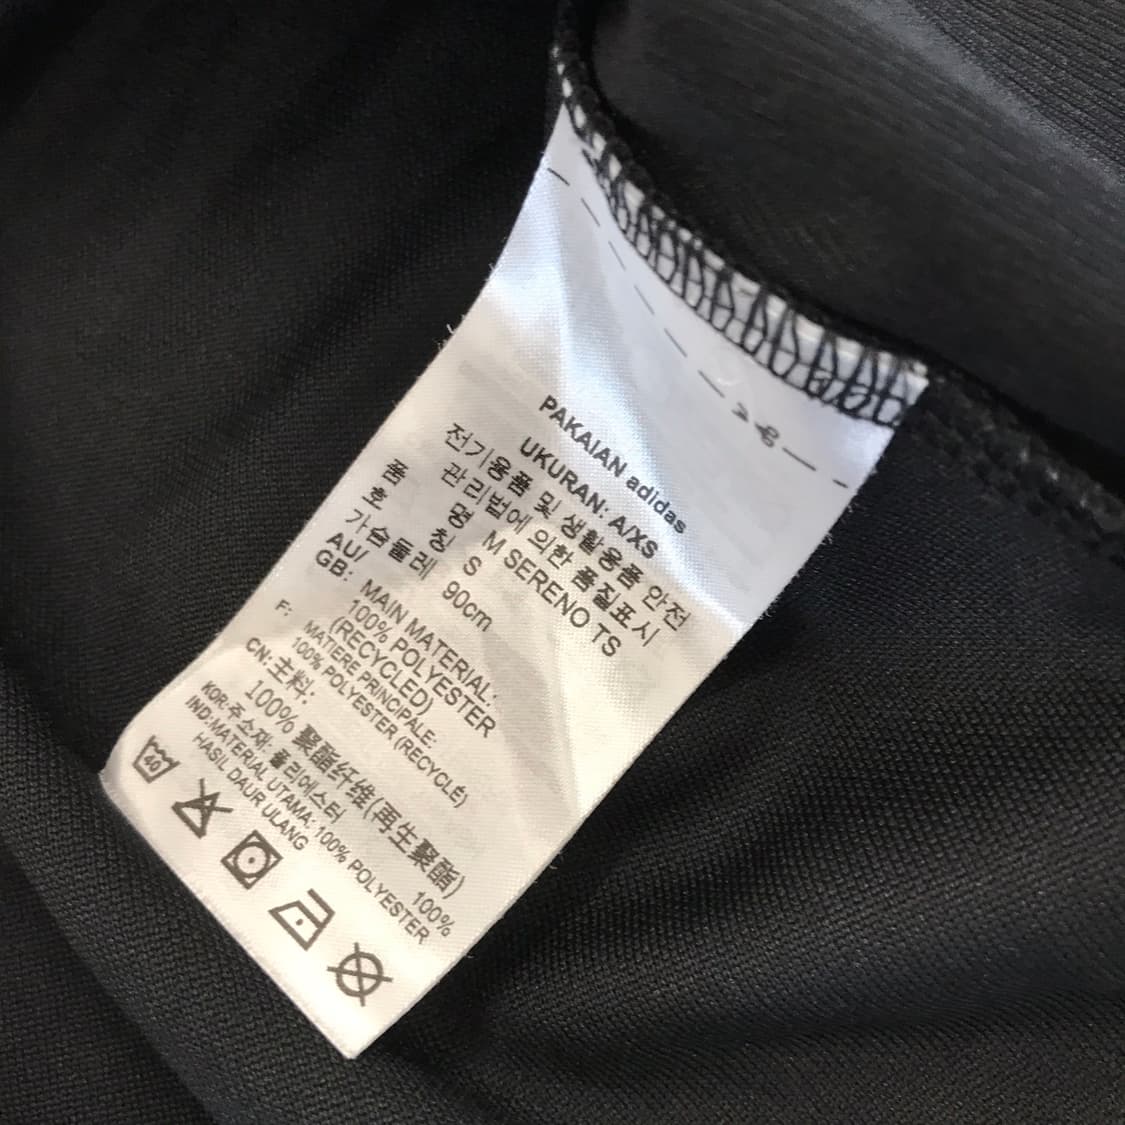 PAKAIAN adidas
UKURAN: A/XS
전기용품 및 생활용품 안전
관리법에 의한 품질표시
품 명 M SERENO TS
호 칭 S
가슴둘레 90cm
AU/
GB: MAIN MATERIAL:
100% POLYESTER
(RECYCLED)
F: MATIERE PRINCIPALE:
100% POLYESTER (RECYCLÉ)
CN: 主料:
100% 聚酯纤维(再生聚酯)
KOR: 주소재: 폴리에스터 100%
IND: MATERIAL UTAMA: 100% POLYESTER
HASIL DAUR ULANG
40